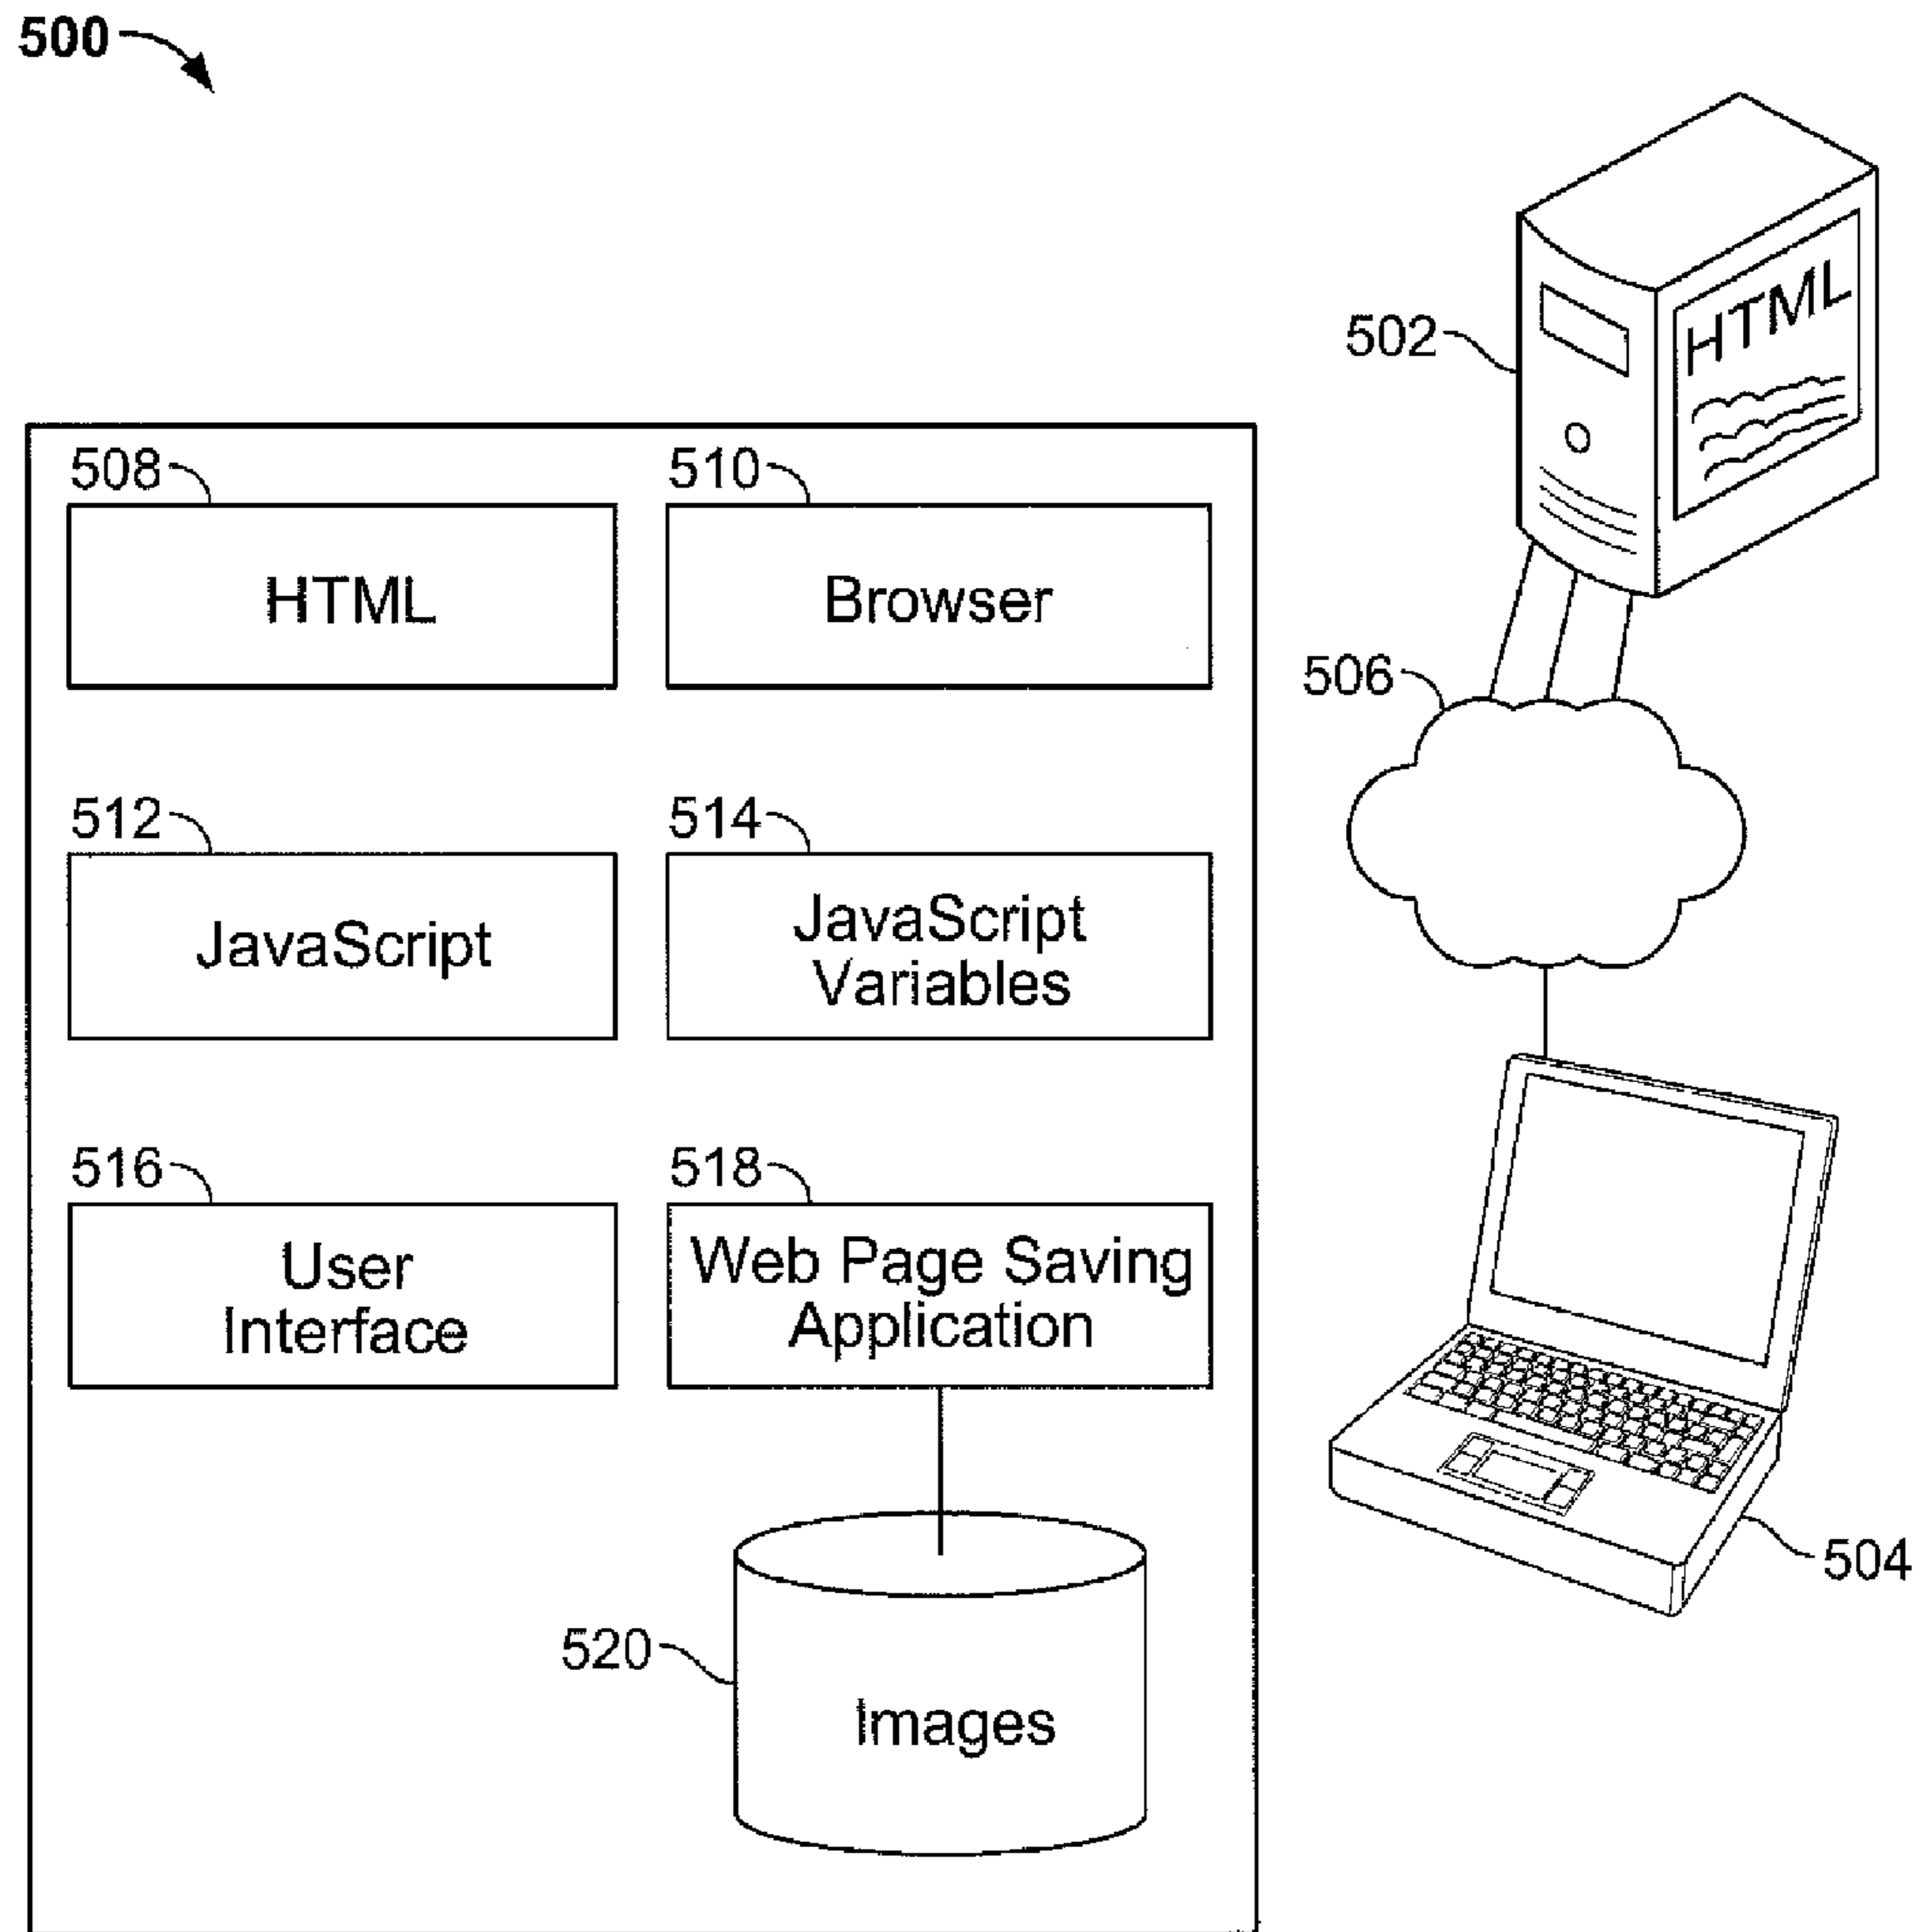 500
502
HTML
508
510
HTML
Browser
506
512
514
JavaScript
JavaScript
Variables
516
518
User
Interface
Web Page Saving
Application
504
520
Images